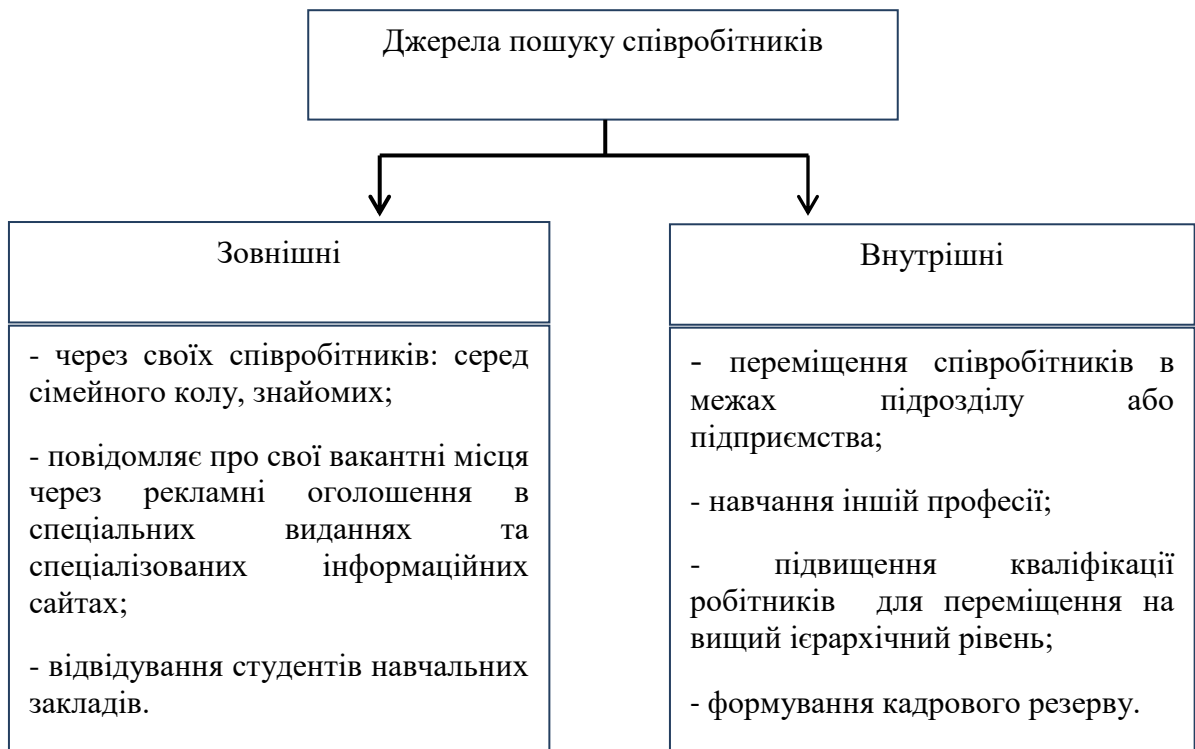 Джерела пошуку співробітників
Зовнішні
- через своїх співробітників: серед
сімейного колу, знайомих;
- повідомляє про свої вакантні місця
через рекламні оголошення в
спеціальних виданнях та
спеціалізованих інформаційних
сайтах;
- відвідування студентів навчальних
закладів.
Внутрішні
- переміщення співробітників в
межах підрозділу або
підприємства;
- навчання іншій професії;
- підвищення кваліфікації
робітників для переміщення на
вищий ієрархічний рівень;
- формування кадрового резерву.